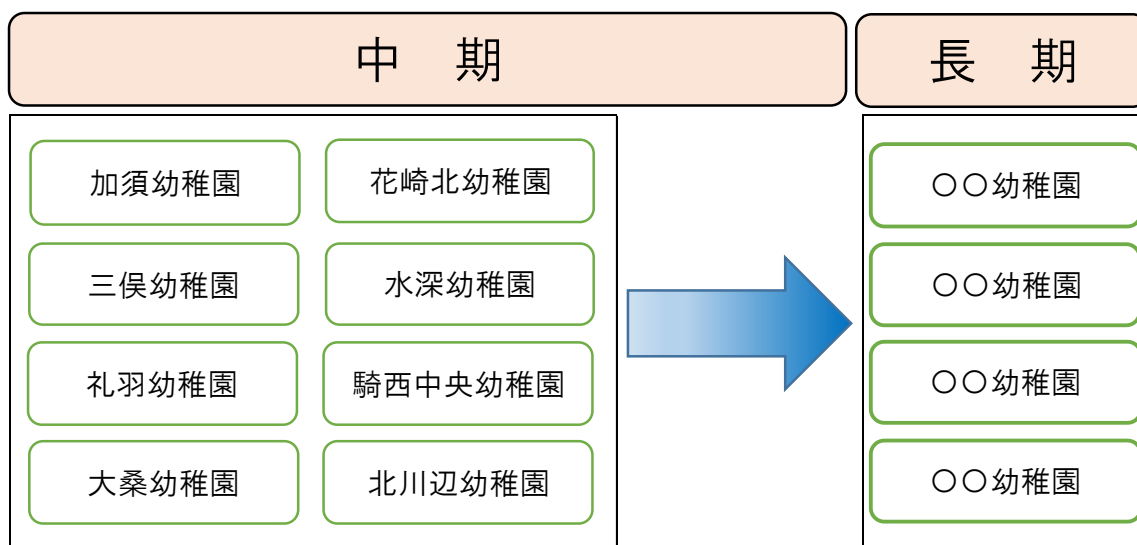 中 期
長 期
加須幼稚園
花崎北幼稚園
〇〇幼稚園
三俣幼稚園
水深幼稚園
〇〇幼稚園
礼羽幼稚園
騎西中央幼稚園
〇〇幼稚園
大桑幼稚園
北川辺幼稚園
〇〇幼稚園